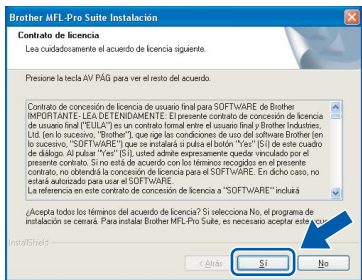 Brother MFL-Pro Suite Instalación
Contrato de licencia
Lea cuidadosamente el acuerdo de licencia siguiente.
Presione la tecla AV PÁG para ver el resto del acuerdo.
Contrato de concesión de licencia de usuario final para SOFTWARE de Brother
IMPORTANTE- LEA DETENIDAMENTE: El presente contrato de concesión de licencia
de usuario final ("EULA") es un contrato formal entre el usuario final y Brother Industries,
Ltd. (en lo sucesivo, "Brother"), que rige las condiciones de uso del software Brother (en
lo sucesivo, "SOFTWARE") que se instalará si pulsa el botón "Yes" (Sí) de este cuadro
de diálogo. Al pulsar "Yes" (Sí), usted admite expresamente quedar vinculado por el
presente contrato. Si no está de acuerdo con los términos recogidos en el presente
contrato, no obtendrá la concesión de licencia para el SOFTWARE. En dicho caso, no
estará autorizado para usar el SOFTWARE.
La referencia en este contrato de concesión de licencia a "SOFTWARE" incluirá
¿Acepta todos los términos del acuerdo de licencia? Si selecciona No, el programa de
instalación se cerrará. Para instalar Brother MFL-Pro Suite, es necesario aceptar este
InstallShield
< Atrás Sí No